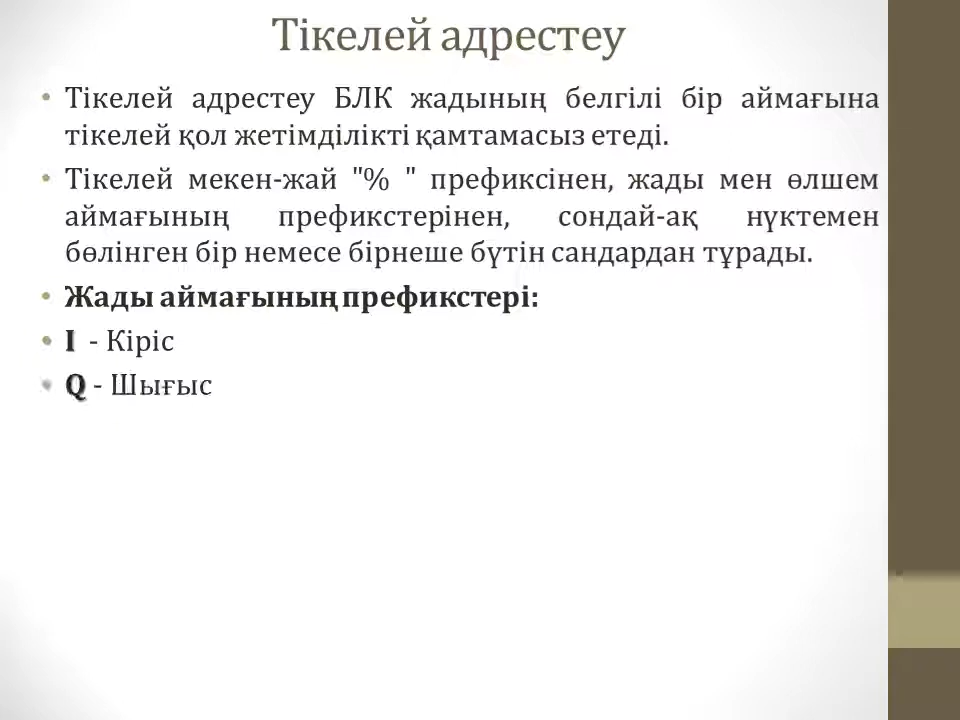 Тікелей адрестеу
• Тікелей адрестеу БЛК жадының белгілі бір аймағына
тікелей қол жетімділікті қамтамасыз етеді.
• Тікелей мекен-жай "% " префиксінен, жады мен өлшем
аймағының префикстерінен, сондай-ақ нүктемен
бөлінген бір немесе бірнеше бүтін сандардан тұрады.
• Жады аймағының префикстері:
• I - Кіріс
• Q - Шығыс